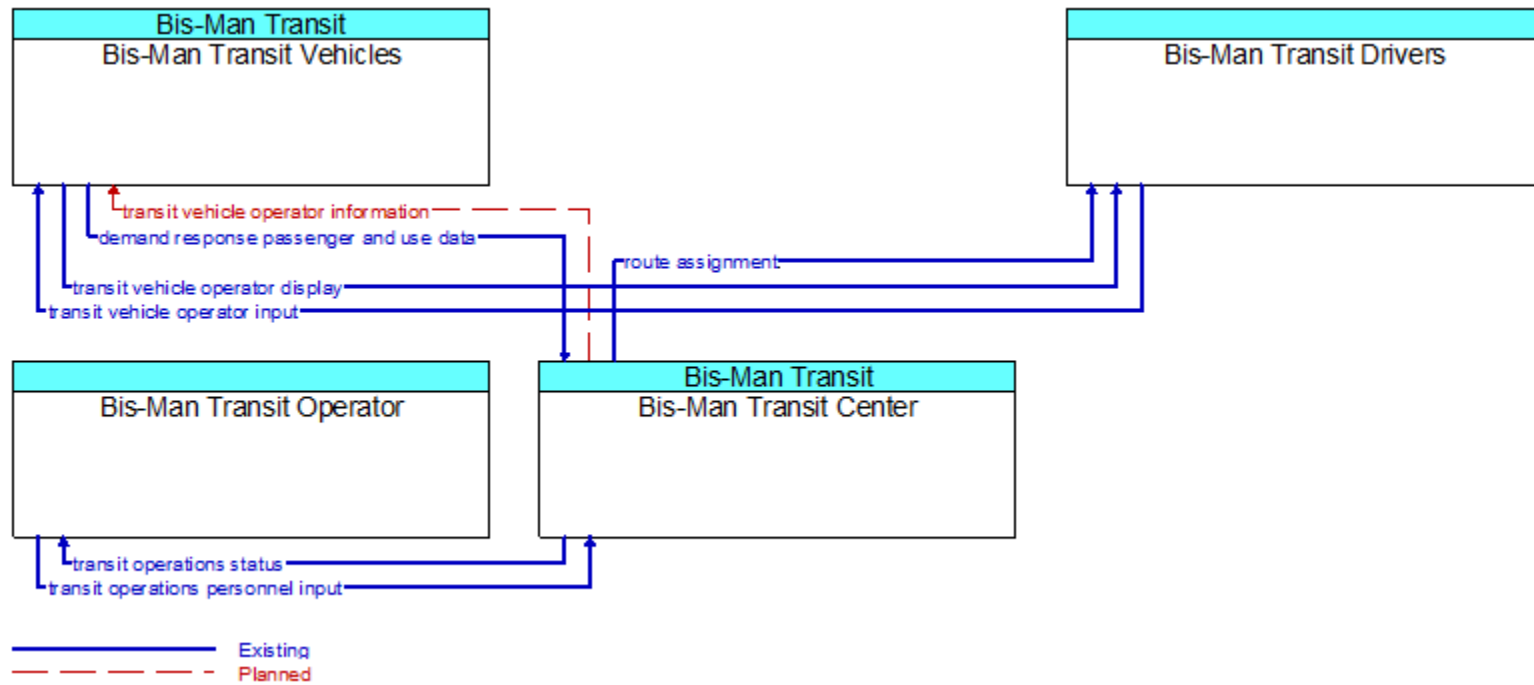 Bis-Man Transit
Bis-Man Transit Vehicles
Bis-Man Transit Drivers
transit vehicle operator information
demand response passenger and use data
route assignment
transit vehicle operator display
transit vehicle operator input
Bis-Man Transit Operator
Bis-Man Transit
Bis-Man Transit Center
transit operations status
transit operations personnel input
Existing
Planned